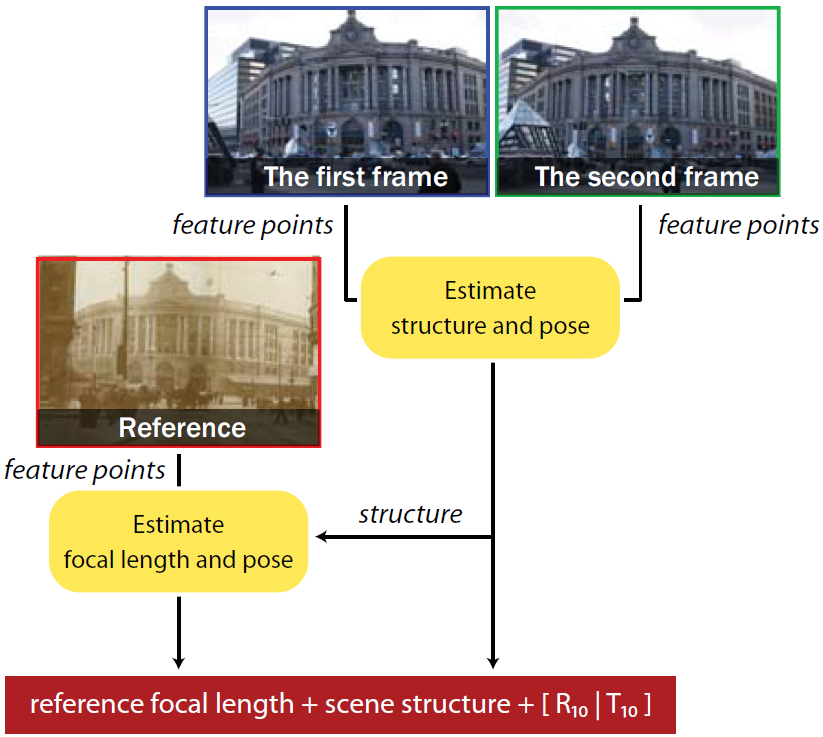 The first frame
The second frame
feature points
feature points
Estimate
structure and pose
Reference
feature points
Estimate
focal length and pose
structure
reference focal length + scene structure + [ R₁₀ | T₁₀ ]